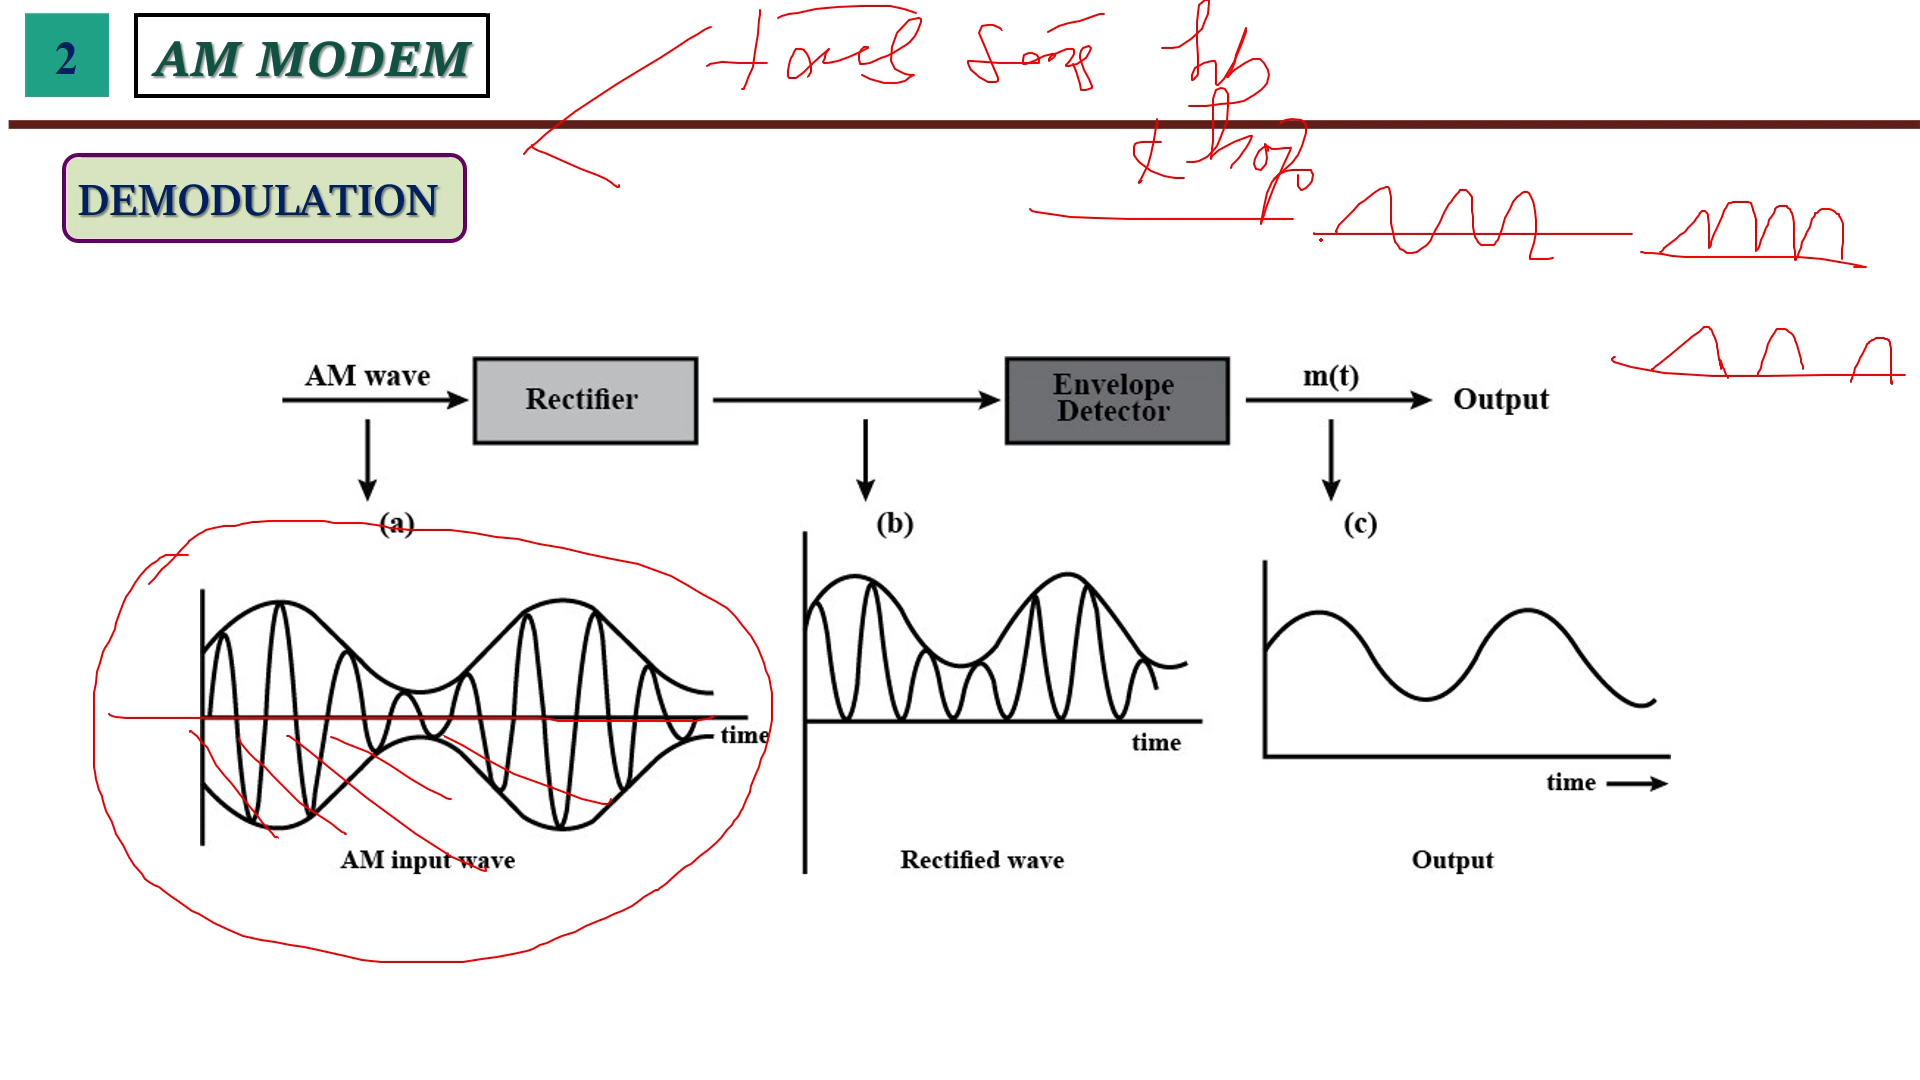 2
AM MODEM
DEMODULATION
AM wave
Rectifier
Envelope
Detector
m(t)
Output
(a)
(b)
(c)
time
time
time
AM input wave
Rectified wave
Output